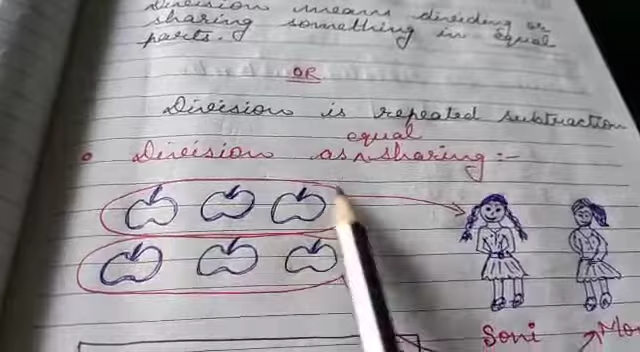 Division means dividing or
sharing something in equal
parts.
OR
Division is repeated subtraction
equal
Division as sharing :-
Soni